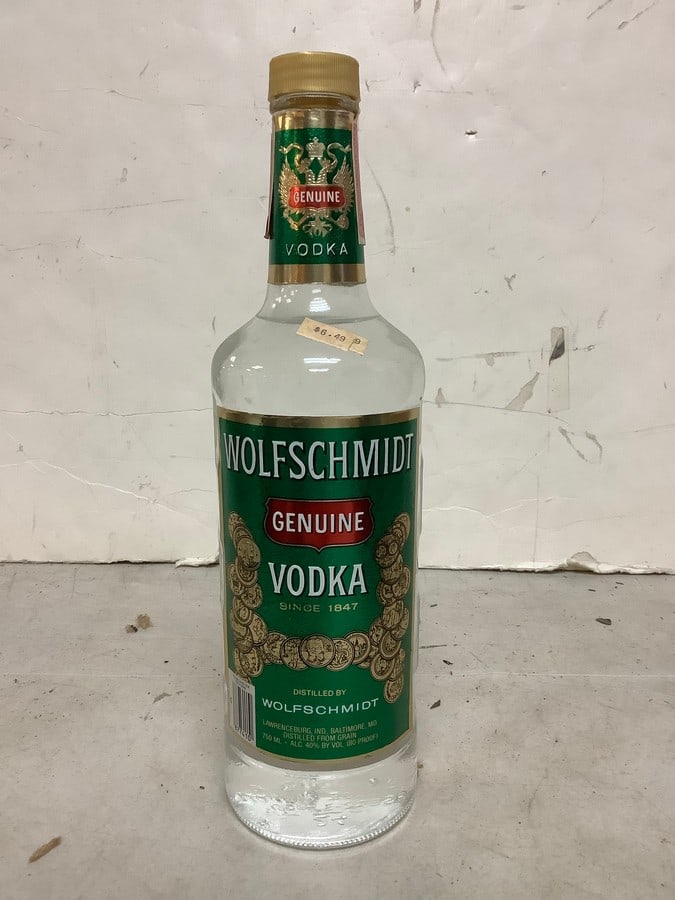 GENUINE
VODKA
$6.49
WOLFSCHMIDT
GENUINE
VODKA
SINCE 1847
DISTILLED BY
WOLFSCHMIDT
LAWRENCEBURG, IND., BALTIMORE, MD
DISTILLED FROM GRAIN
750 ML - ALC. 40% BY VOL. (80 PROOF)